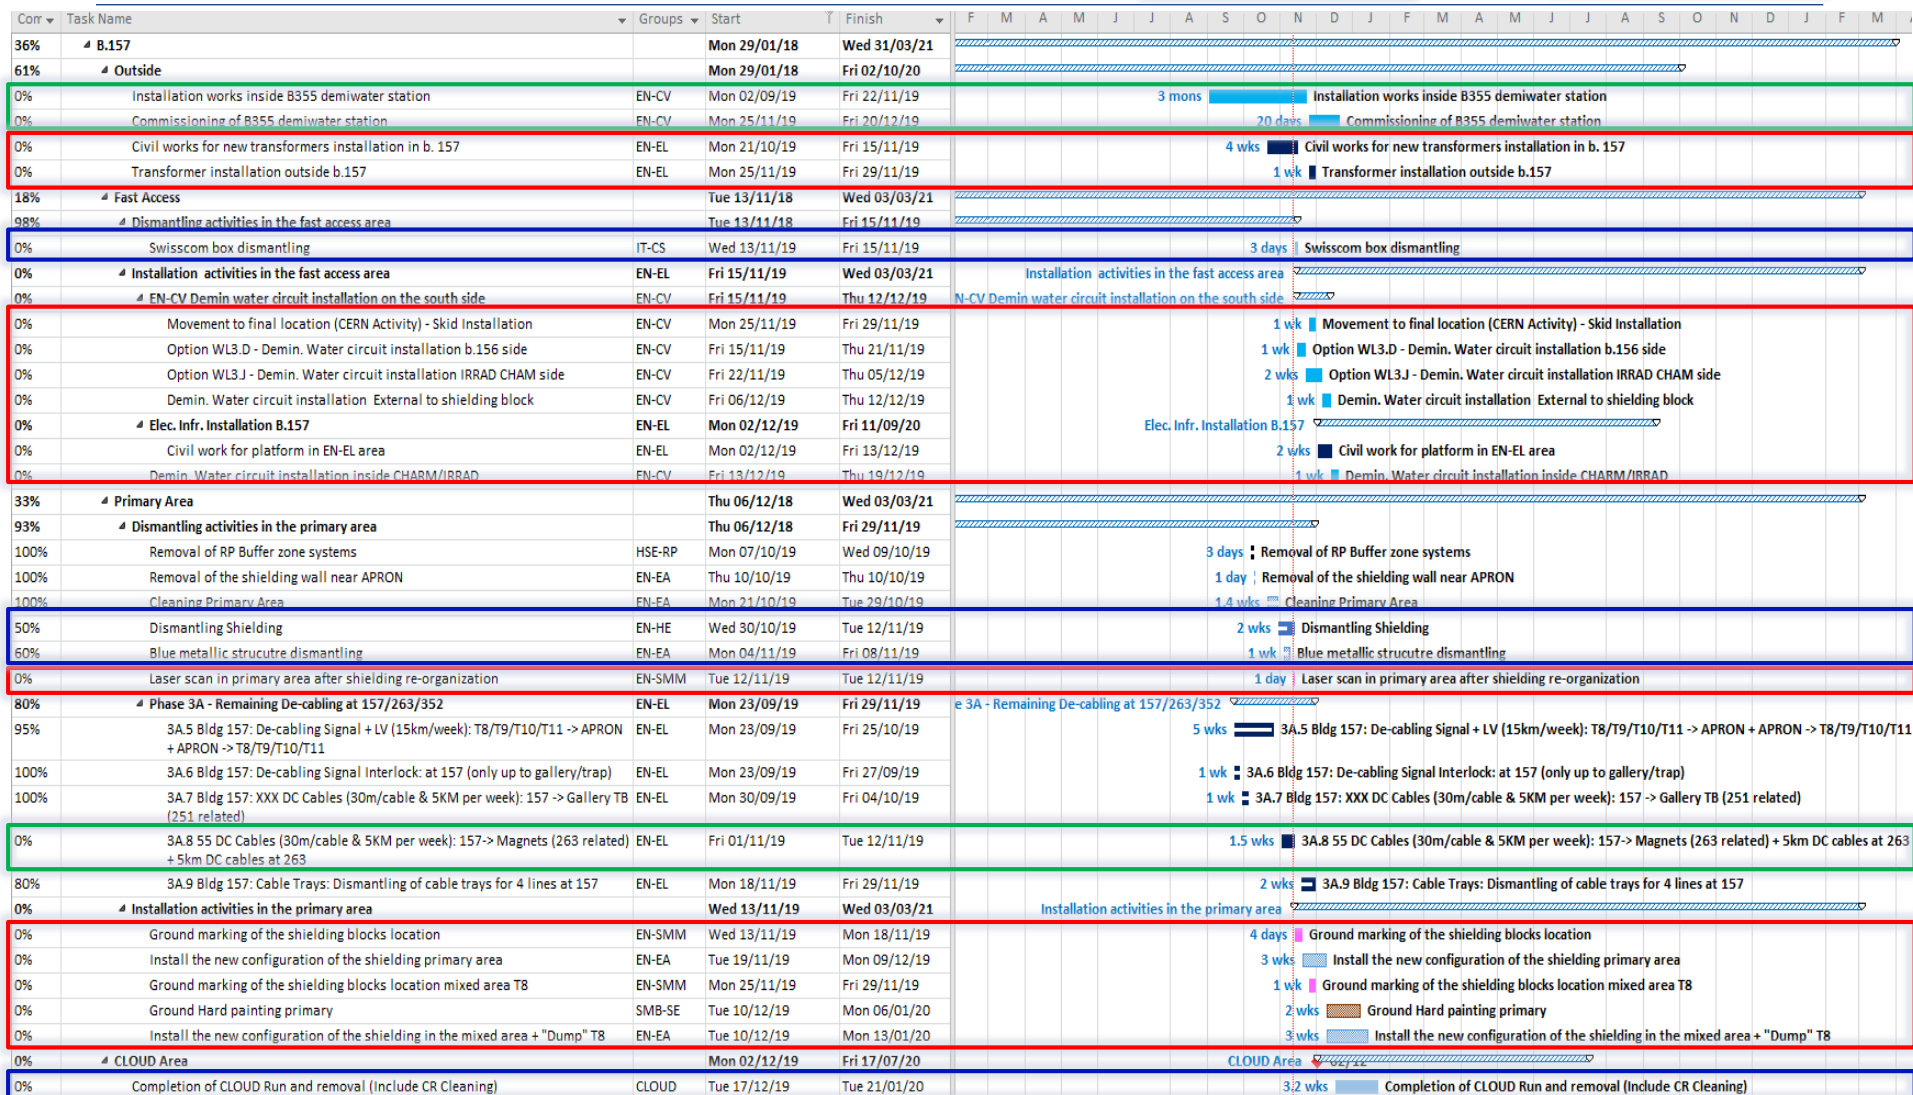 Com Task Name Groups Start Finish F M A M J J A S O N D J F M A M J J A S O N D J F M
36% B.157 Mon 29/01/18 Wed 31/03/21
61% Outside Mon 29/01/18 Fri 02/10/20
0% Installation works inside B355 demiwater station EN-CV Mon 02/09/19 Fri 22/11/19 3 mons Installation works inside B355 demiwater station
0% Commissioning of B355 demiwater station EN-CV Mon 25/11/19 Fri 20/12/19 20 days Commissioning of B355 demiwater station
0% Civil works for new transformers installation in b. 157 EN-EL Mon 21/10/19 Fri 15/11/19 4 wks Civil works for new transformers installation in b. 157
0% Transformer installation outside b.157 EN-EL Mon 25/11/19 Fri 29/11/19 1 wk Transformer installation outside b.157
18% Fast Access Tue 13/11/18 Wed 03/03/21
98% Dismantling activities in the fast access area Tue 13/11/18 Fri 15/11/19
0% Swisscom box dismantling IT-CS Wed 13/11/19 Fri 15/11/19 3 days Swisscom box dismantling
0% Installation activities in the fast access area EN-EL Fri 15/11/19 Wed 03/03/21 Installation activities in the fast access area
0% EN-CV Demin water circuit installation on the south side EN-CV Fri 15/11/19 Thu 12/12/19 N-CV Demin water circuit installation on the south side
0% Movement to final location (CERN Activity) - Skid Installation EN-CV Mon 25/11/19 Fri 29/11/19 1 wk Movement to final location (CERN Activity) - Skid Installation
0% Option WL3.D - Demin. Water circuit installation b.156 side EN-CV Fri 15/11/19 Thu 21/11/19 1 wk Option WL3.D - Demin. Water circuit installation b.156 side
0% Option WL3.J - Demin. Water circuit installation IRRAD CHAM side EN-CV Fri 22/11/19 Thu 05/12/19 2 wks Option WL3.J - Demin. Water circuit installation IRRAD CHAM side
0% Demin. Water circuit installation External to shielding block EN-CV Fri 06/12/19 Thu 12/12/19 1 wk Demin. Water circuit installation External to shielding block
0% Elec. Infr. Installation B.157 EN-EL Mon 02/12/19 Fri 11/09/20 Elec. Infr. Installation B.157
0% Civil work for platform in EN-EL area EN-EL Mon 02/12/19 Fri 13/12/19 2 wks Civil work for platform in EN-EL area
0% Demin. Water circuit installation inside CHARM/IRRAD EN-CV Fri 13/12/19 Thu 19/12/19 1 wk Demin. Water circuit installation inside CHARM/IRRAD
33% Primary Area Thu 06/12/18 Wed 03/03/21
93% Dismantling activities in the primary area Thu 06/12/18 Fri 29/11/19
100% Removal of RP Buffer zone systems HSE-RP Mon 07/10/19 Wed 09/10/19 3 days Removal of RP Buffer zone systems
100% Removal of the shielding wall near APRON EN-EA Thu 10/10/19 Thu 10/10/19 1 day Removal of the shielding wall near APRON
100% Cleaning Primary Area EN-EA Mon 21/10/19 Tue 29/10/19 1.4 wks Cleaning Primary Area
50% Dismantling Shielding EN-HE Wed 30/10/19 Tue 12/11/19 2 wks Dismantling Shielding
60% Blue metallic strucutre dismantling EN-EA Mon 04/11/19 Fri 08/11/19 1 wk Blue metallic strucutre dismantling
0% Laser scan in primary area after shielding re-organization EN-SMM Tue 12/11/19 Tue 12/11/19 1 day Laser scan in primary area after shielding re-organization
80% Phase 3A - Remaining De-cabling at 157/263/352 EN-EL Mon 23/09/19 Fri 29/11/19 e 3A - Remaining De-cabling at 157/263/352
95% 3A.5 Bldg 157: De-cabling Signal + LV (15km/week): T8/T9/T10/T11 -> APRON EN-EL Mon 23/09/19 Fri 25/10/19 5 wks 3A.5 Bldg 157: De-cabling Signal + LV (15km/week): T8/T9/T10/T11 -> APRON + APRON -> T8/T9/T10/T11
+ APRON -> T8/T9/T10/T11
100% 3A.6 Bldg 157: De-cabling Signal Interlock: at 157 (only up to gallery/trap) EN-EL Mon 23/09/19 Fri 27/09/19 1 wk 3A.6 Bldg 157: De-cabling Signal Interlock: at 157 (only up to gallery/trap)
100% 3A.7 Bldg 157: XXX DC Cables (30m/cable & 5KM per week): 157 -> Gallery TB EN-EL Mon 30/09/19 Fri 04/10/19 1 wk 3A.7 Bldg 157: XXX DC Cables (30m/cable & 5KM per week): 157 -> Gallery TB (251 related)
(251 related)
0% 3A.8 55 DC Cables (30m/cable & 5KM per week): 157-> Magnets (263 related) EN-EL Fri 01/11/19 Tue 12/11/19 1.5 wks 3A.8 55 DC Cables (30m/cable & 5KM per week): 157-> Magnets (263 related) + 5km DC cables at 263
+ 5km DC cables at 263
80% 3A.9 Bldg 157: Cable Trays: Dismantling of cable trays for 4 lines at 157 EN-EL Mon 18/11/19 Fri 29/11/19 2 wks 3A.9 Bldg 157: Cable Trays: Dismantling of cable trays for 4 lines at 157
0% Installation activities in the primary area Wed 13/11/19 Wed 03/03/21 Installation activities in the primary area
0% Ground marking of the shielding blocks location EN-SMM Wed 13/11/19 Mon 18/11/19 4 days Ground marking of the shielding blocks location
0% Install the new configuration of the shielding primary area EN-EA Tue 19/11/19 Mon 09/12/19 3 wks Install the new configuration of the shielding primary area
0% Ground marking of the shielding blocks location mixed area T8 EN-SMM Mon 25/11/19 Fri 29/11/19 1 wk Ground marking of the shielding blocks location mixed area T8
0% Ground Hard painting primary SMB-SE Tue 10/12/19 Mon 06/01/20 2 wks Ground Hard painting primary
0% Install the new configuration of the shielding in the mixed area + "Dump" T8 EN-EA Tue 10/12/19 Mon 13/01/20 3 wks Install the new configuration of the shielding in the mixed area + "Dump" T8
0% CLOUD Area Mon 02/12/19 Fri 17/07/20 CLOUD Area 02/12
0% Completion of CLOUD Run and removal (Include CR Cleaning) CLOUD Tue 17/12/19 Tue 21/01/20 3.2 wks Completion of CLOUD Run and removal (Include CR Cleaning)